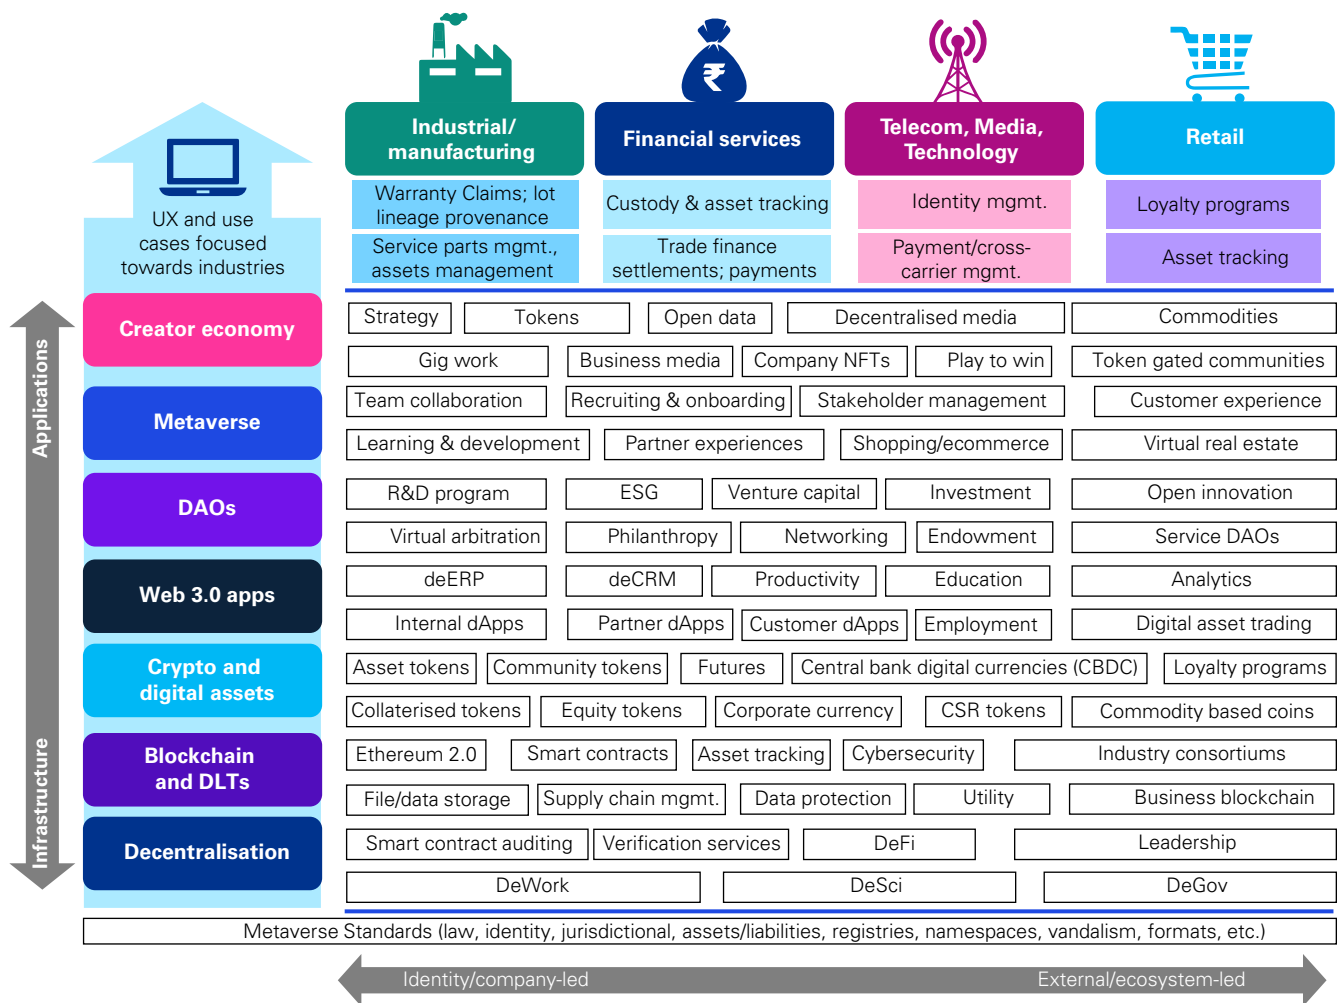 ₹
Industrial/
manufacturing
Financial services
Telecom, Media,
Technology
Retail
UX and use
cases focused
towards industries
Warranty Claims; lot
lineage provenance
Custody & asset tracking
Identity mgmt.
Loyalty programs
Service parts mgmt.,
assets management
Trade finance
settlements; payments
Payment/cross-
carrier mgmt.
Asset tracking
Applications
Infrastructure
Creator economy
Strategy
Tokens
Open data
Decentralised media
Commodities
Gig work
Business media
Company NFTs
Play to win
Token gated communities
Metaverse
Team collaboration
Recruiting & onboarding
Stakeholder management
Customer experience
Learning & development
Partner experiences
Shopping/ecommerce
Virtual real estate
DAOs
R&D program
ESG
Venture capital
Investment
Open innovation
Virtual arbitration
Philanthropy
Networking
Endowment
Service DAOs
Web 3.0 apps
deERP
deCRM
Productivity
Education
Analytics
Internal dApps
Partner dApps
Customer dApps
Employment
Digital asset trading
Crypto and
digital assets
Asset tokens
Community tokens
Futures
Central bank digital currencies (CBDC)
Loyalty programs
Collaterised tokens
Equity tokens
Corporate currency
CSR tokens
Commodity based coins
Blockchain
and DLTs
Ethereum 2.0
Smart contracts
Asset tracking
Cybersecurity
Industry consortiums
File/data storage
Supply chain mgmt.
Data protection
Utility
Business blockchain
Decentralisation
Smart contract auditing
Verification services
DeFi
Leadership
DeWork
DeSci
DeGov
Metaverse Standards (law, identity, jurisdictional, assets/liabilities, registries, namespaces, vandalism, formats, etc.)
Identity/company-led
External/ecosystem-led